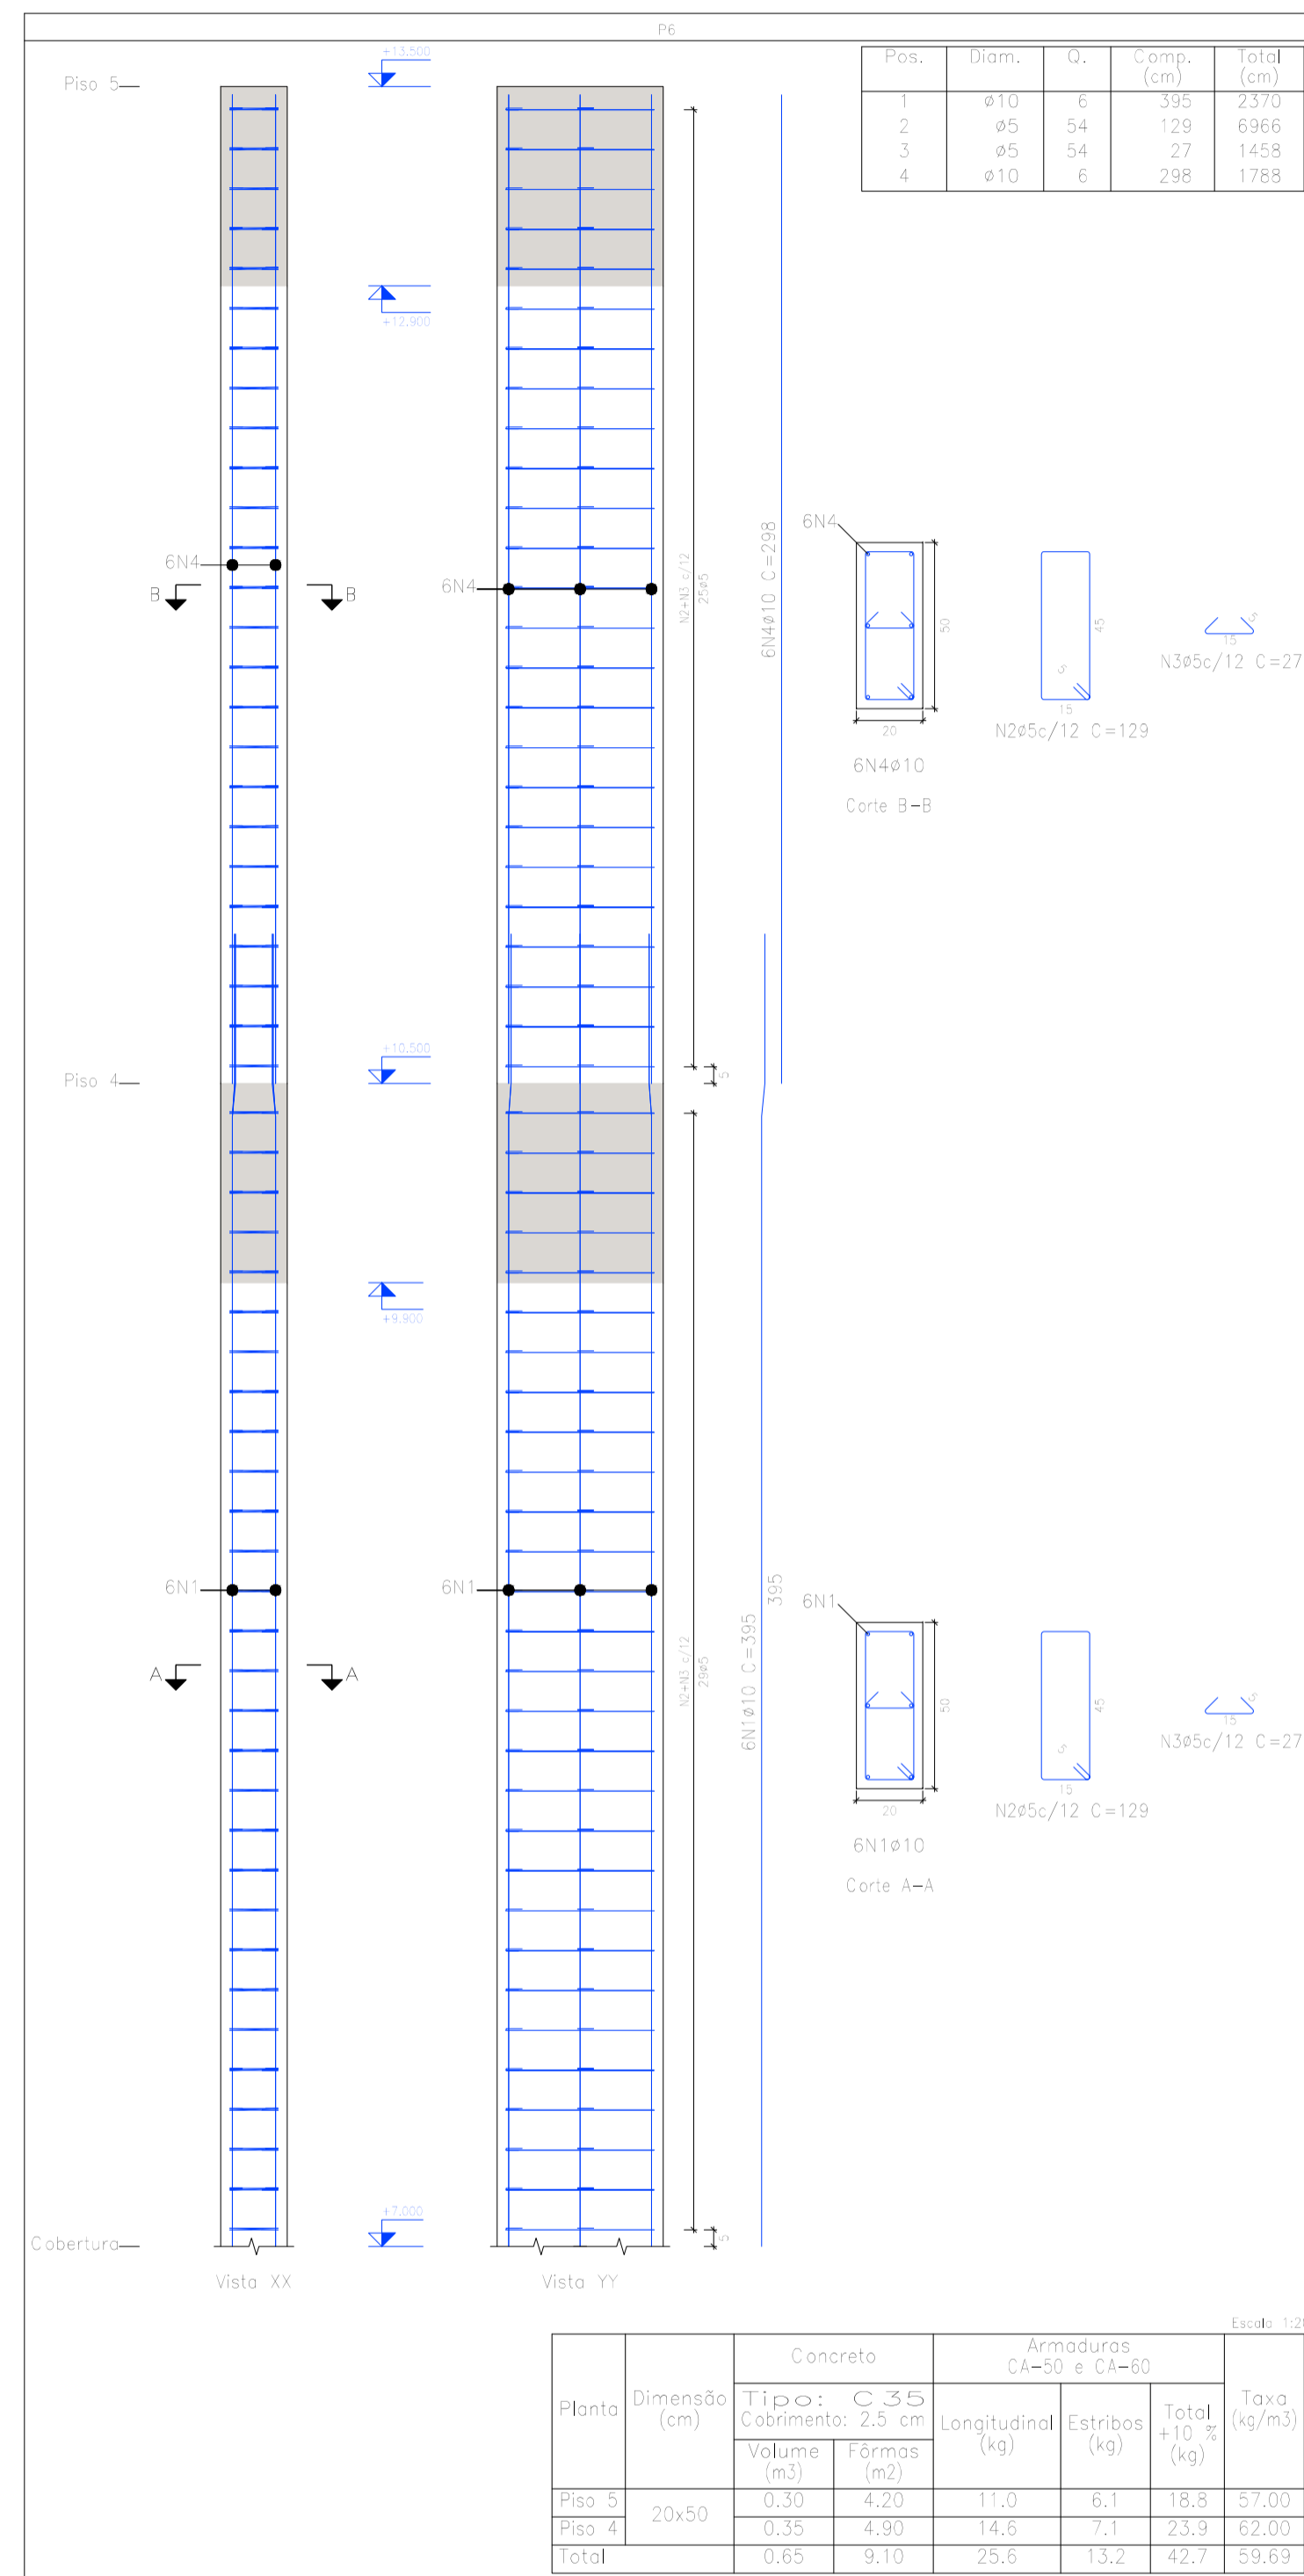 P6
Pos. Diam. Q. Comp. (cm) Total (cm)
1 ø10 6 395 2370
2 ø5 54 129 6966
3 ø5 54 27 1458
4 ø10 6 298 1788
Piso 5
+13.500
+12.900
6N4
B B
6N4
N2+N3 c/12
25ø5
6N4ø10 C=298
6N4
50
20
6N4ø10
Corte B-B
45
5
15
N2ø5c/12 C=129
5
15
N3ø5c/12 C=27
+10.500
Piso 4
5
+9.900
6N1
6N1
A A
N2+N3 c/12
29ø5
6N1ø10 C=395
395
6N1
50
20
6N1ø10
Corte A-A
45
5
15
N2ø5c/12 C=129
5
15
N3ø5c/12 C=27
+7.000
Cobertura
5
Vista XX
Vista YY
Planta
Dimensão
(cm)
Concreto
Tipo: C 35
Cobrimento: 2.5 cm
Volume
(m3)
Fôrmas
(m2)
Armaduras
CA-50 e CA-60
Longitudinal
(kg)
Estribos
(kg)
Total
+10 %
(kg)
Taxa
(kg/m3)
Piso 5 20x50 0.30 4.20 11.0 6.1 18.8 57.00
Piso 4 0.35 4.90 14.6 7.1 23.9 62.00
Total 0.65 9.10 25.6 13.2 42.7 59.69